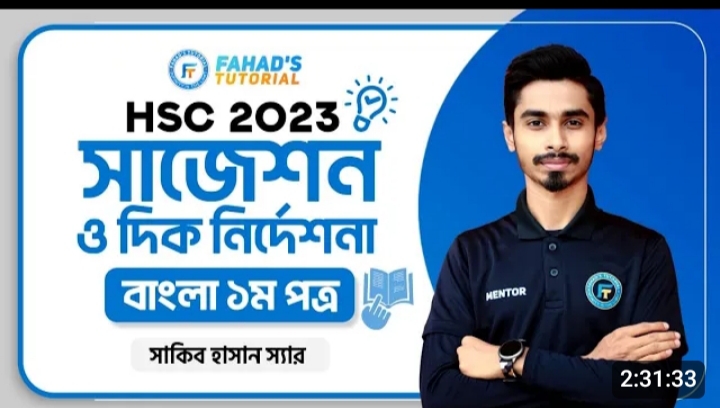 FAHAD'S
TUTORIAL
HSC 2023
সাজেশন
ও দিক নির্দেশনা
বাংলা ১ম পত্র
সাকিব হাসান স্যার
MENTOR
2:31:33